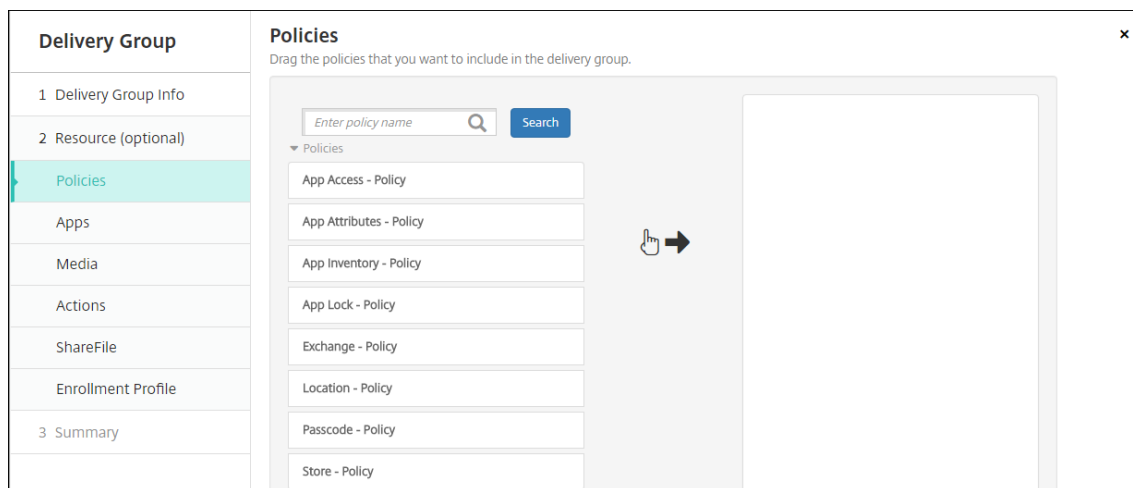 Delivery Group
1 Delivery Group Info
2 Resource (optional)
Policies
Apps
Media
Actions
ShareFile
Enrollment Profile
3 Summary
Policies
×
Drag the policies that you want to include in the delivery group.
Enter policy name
Search
Policies
App Access - Policy
App Attributes - Policy
App Inventory - Policy
App Lock - Policy
Exchange - Policy
Location - Policy
Passcode - Policy
Store - Policy